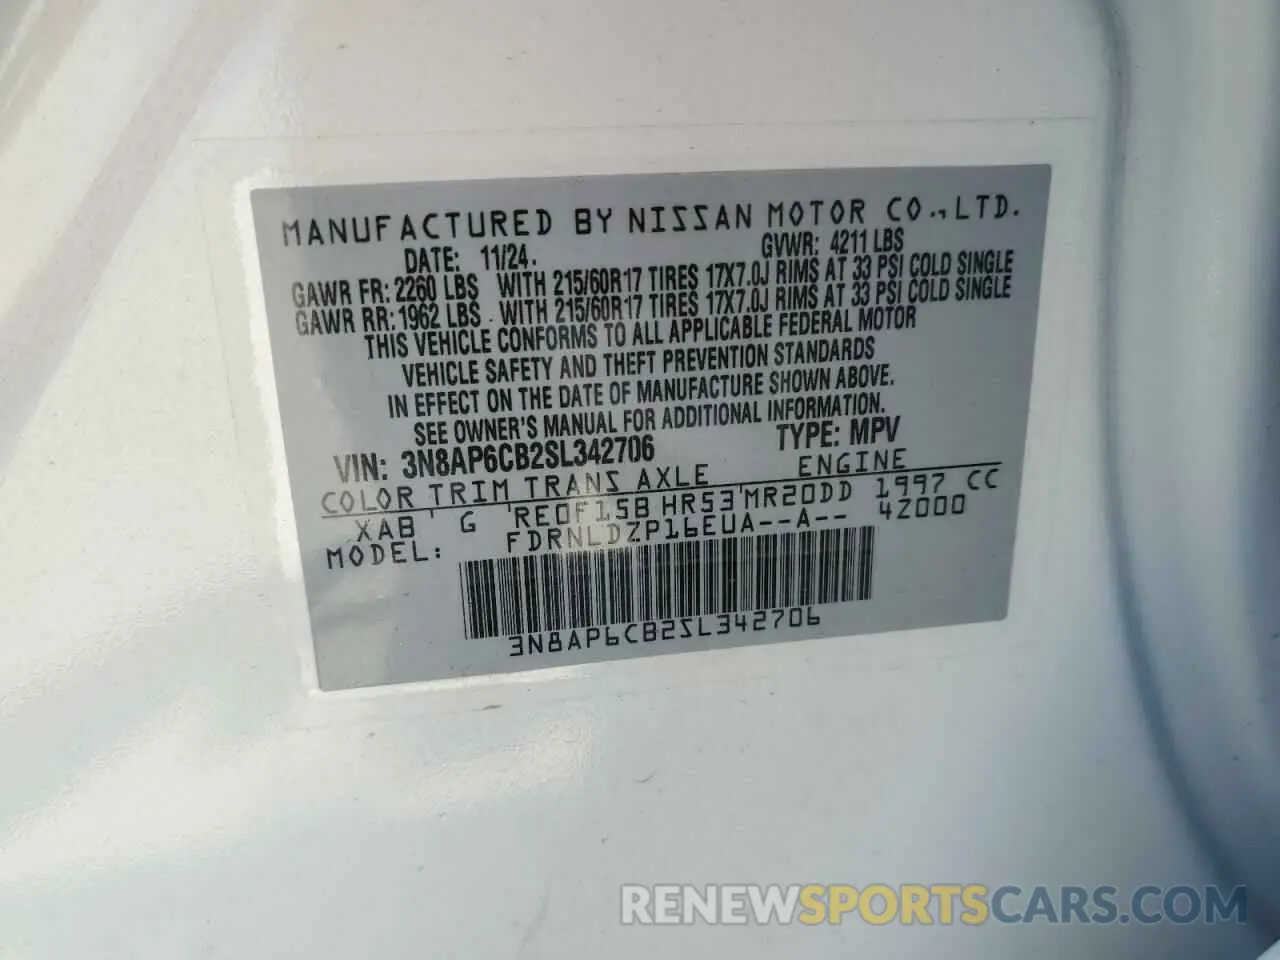 MANUFACTURED BY NISSAN MOTOR CO., LTD.
DATE: 11/24. GVWR: 4211 LBS
GAWR FR: 2260 LBS WITH 215/60R17 TIRES 17X7.0J RIMS AT 33 PSI COLD SINGLE
GAWR RR: 1962 LBS. WITH 215/60R17 TIRES 17X7.0J RIMS AT 33 PSI COLD SINGLE
THIS VEHICLE CONFORMS TO ALL APPLICABLE FEDERAL MOTOR
VEHICLE SAFETY AND THEFT PREVENTION STANDARDS
IN EFFECT ON THE DATE OF MANUFACTURE SHOWN ABOVE.
SEE OWNER'S MANUAL FOR ADDITIONAL INFORMATION.
VIN: 3N8AP6CB2SL342706 TYPE: MPV
COLOR TRIM TRANS AXLE ENGINE
XAB G RE0F15B HR53 MR20DD 1997 CC
MODEL: FDRNLDZP16EUA--A-- 42000
3N8AP6CB2SL342706
RENEWSPORTSCARS.COM